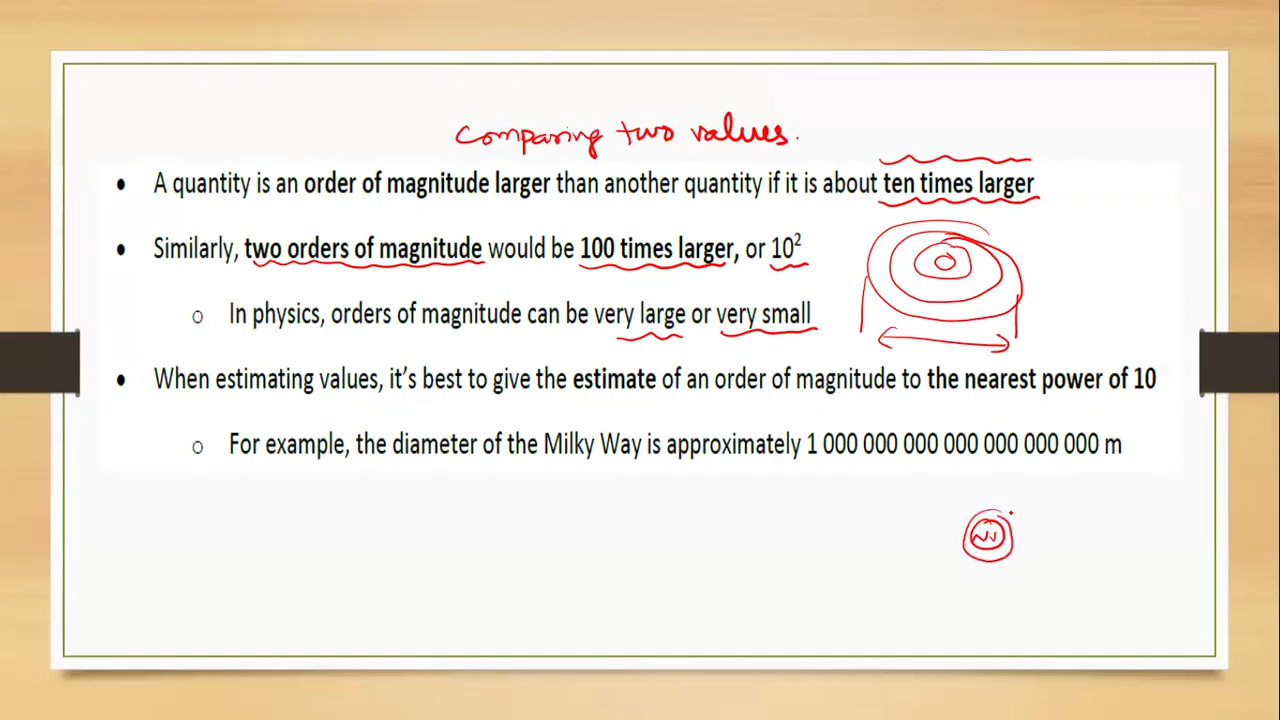 Comparing two values.
• A quantity is an order of magnitude larger than another quantity if it is about ten times larger
• Similarly, two orders of magnitude would be 100 times larger, or 10²
o In physics, orders of magnitude can be very large or very small
• When estimating values, it's best to give the estimate of an order of magnitude to the nearest power of 10
o For example, the diameter of the Milky Way is approximately 1 000 000 000 000 000 000 000 m